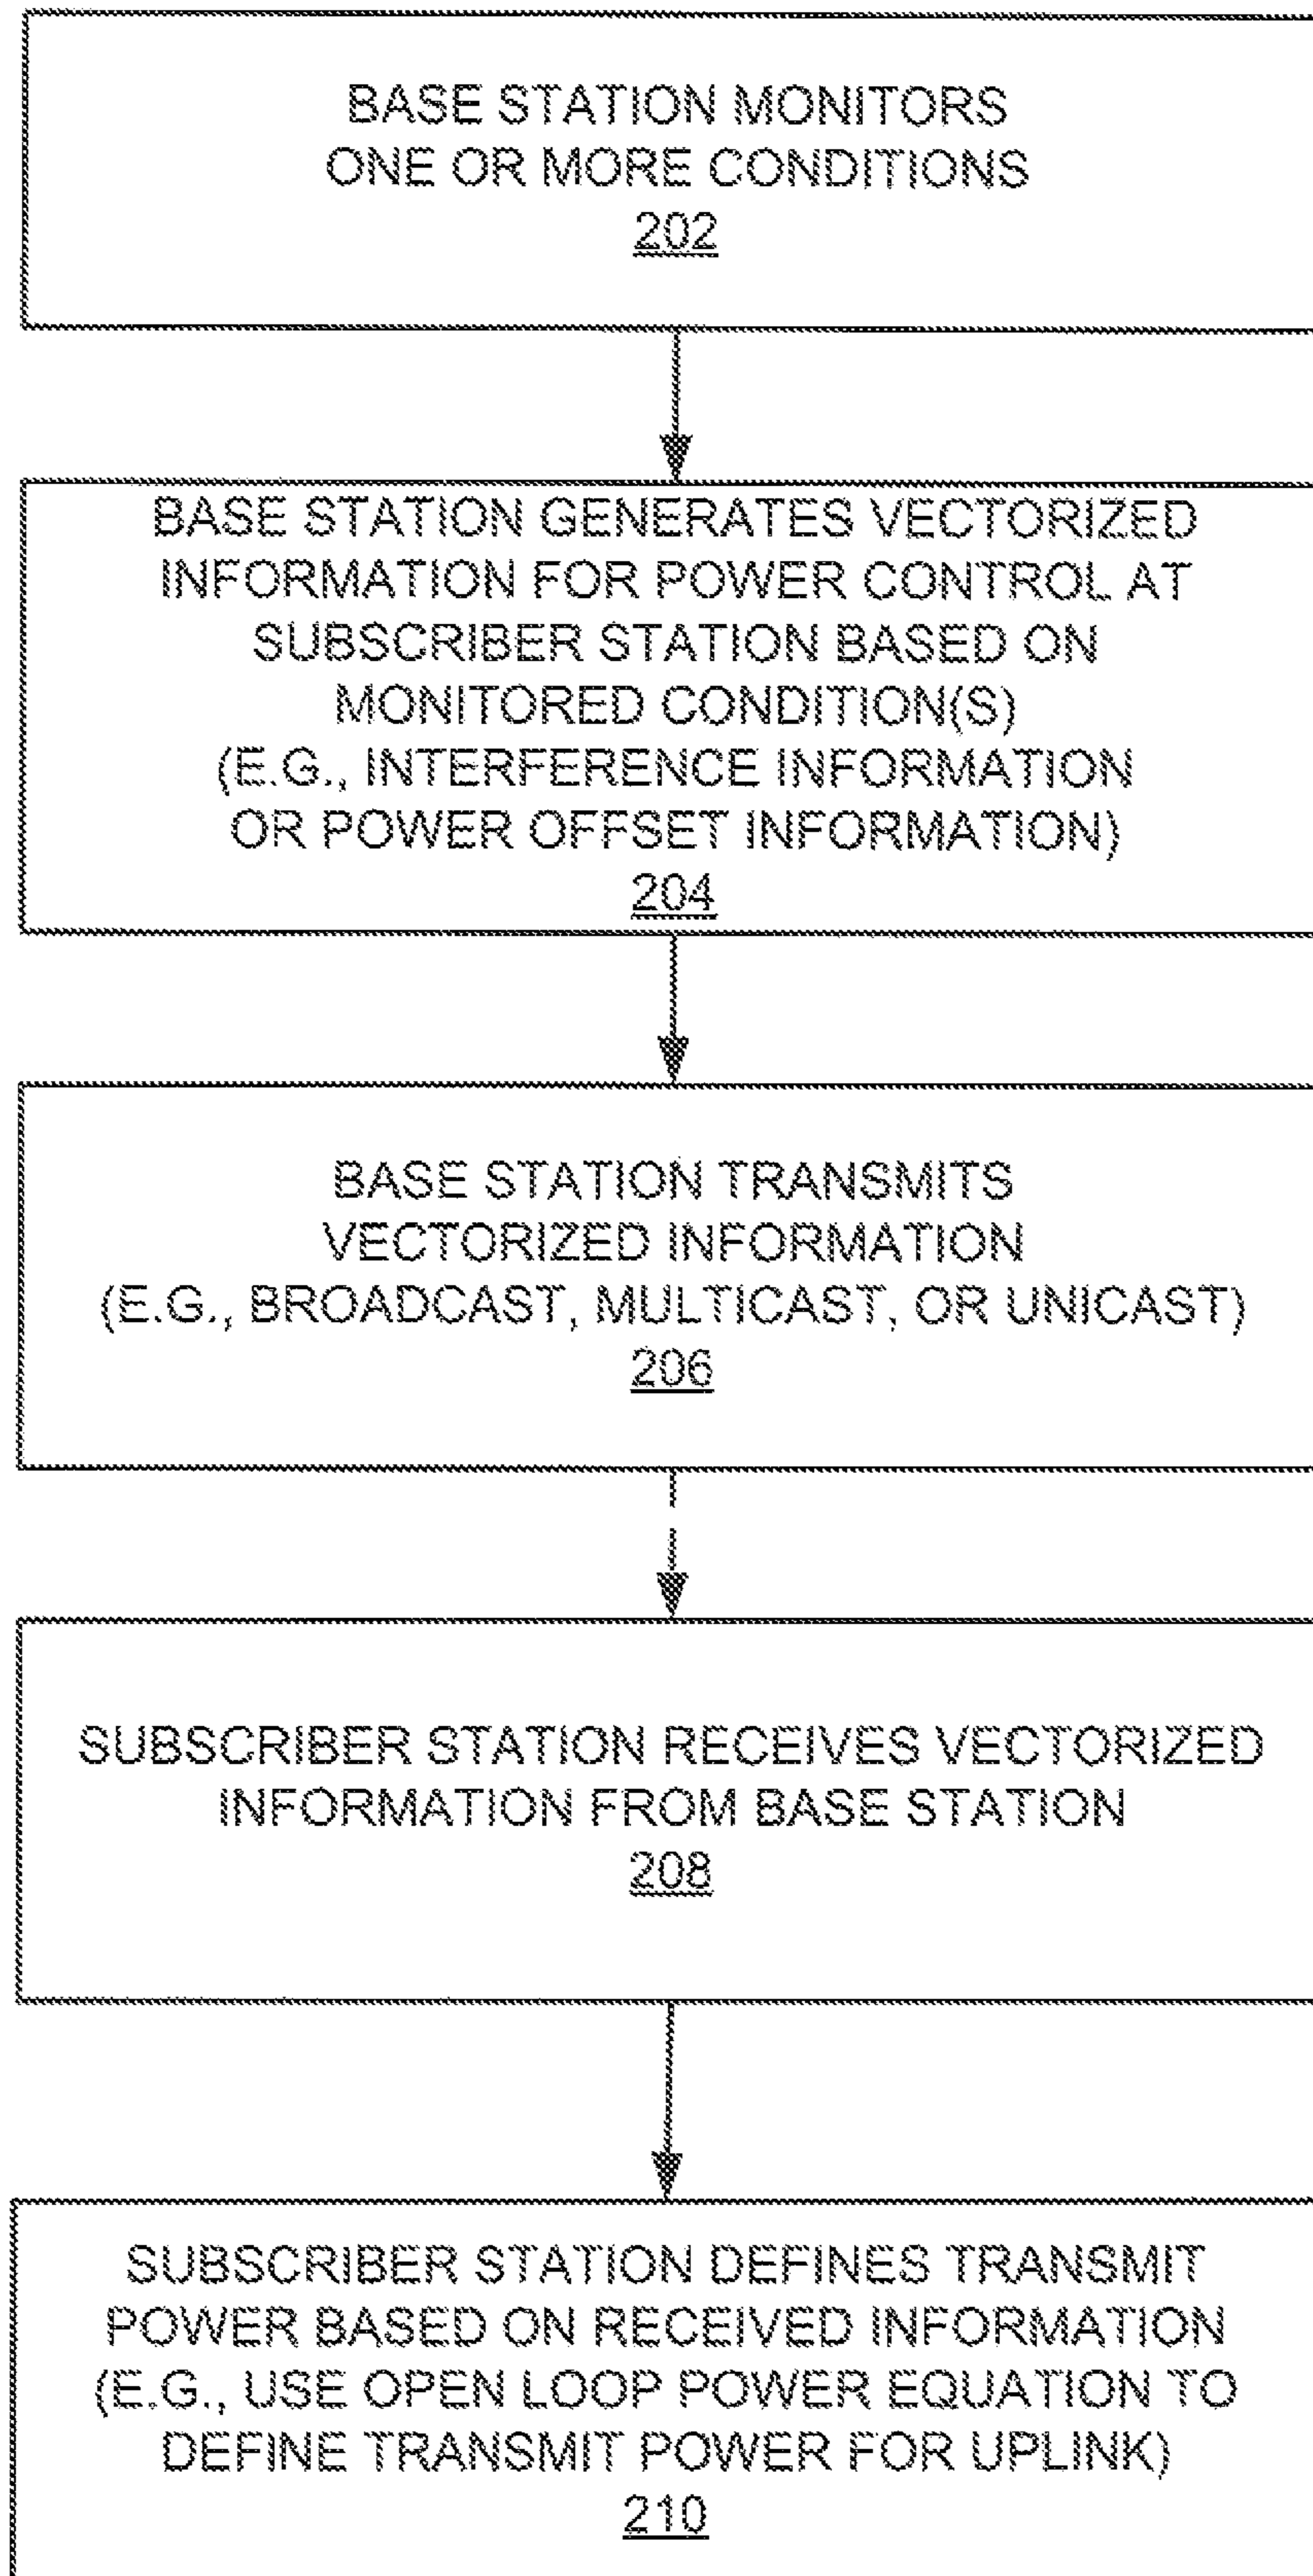 BASE STATION MONITORS
ONE OR MORE CONDITIONS
202
BASE STATION GENERATES VECTORIZED
INFORMATION FOR POWER CONTROL AT
SUBSCRIBER STATION BASED ON
MONITORED CONDITION(S)
(E.G., INTERFERENCE INFORMATION
OR POWER OFFSET INFORMATION)
204
BASE STATION TRANSMITS
VECTORIZED INFORMATION
(E.G., BROADCAST, MULTICAST, OR UNICAST)
206
SUBSCRIBER STATION RECEIVES VECTORIZED
INFORMATION FROM BASE STATION
208
SUBSCRIBER STATION DEFINES TRANSMIT
POWER BASED ON RECEIVED INFORMATION
(E.G., USE OPEN LOOP POWER EQUATION TO
DEFINE TRANSMIT POWER FOR UPLINK)
210